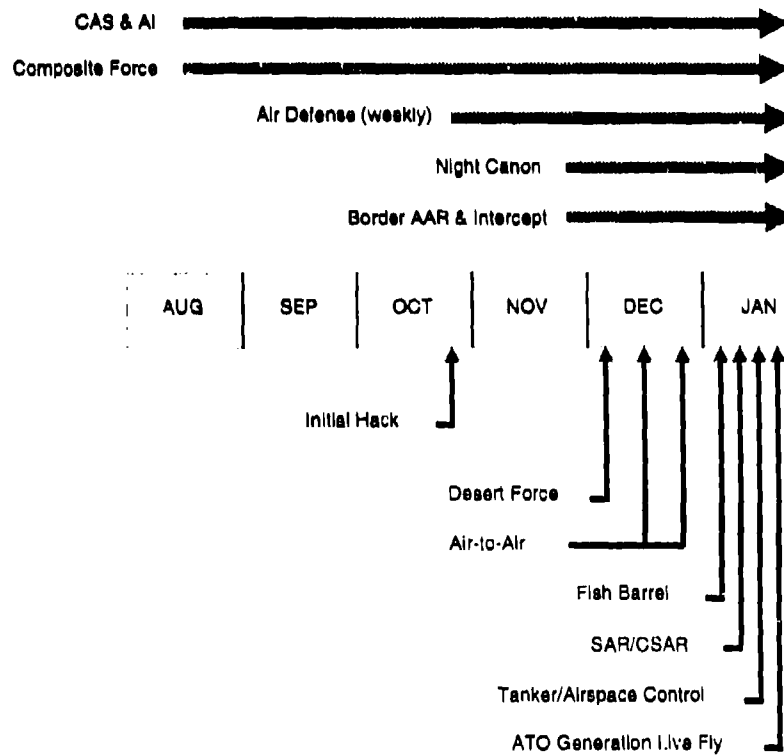 CAS & AI
Composite Force
Air Defense (weekly)
Night Canon
Border AAR & Intercept
AUG SEP OCT NOV DEC JAN
Initial Hack
Desert Force
Air-to-Air
Fish Barrel
SAR/CSAR
Tanker/Airspace Control
ATO Generation Live Fly